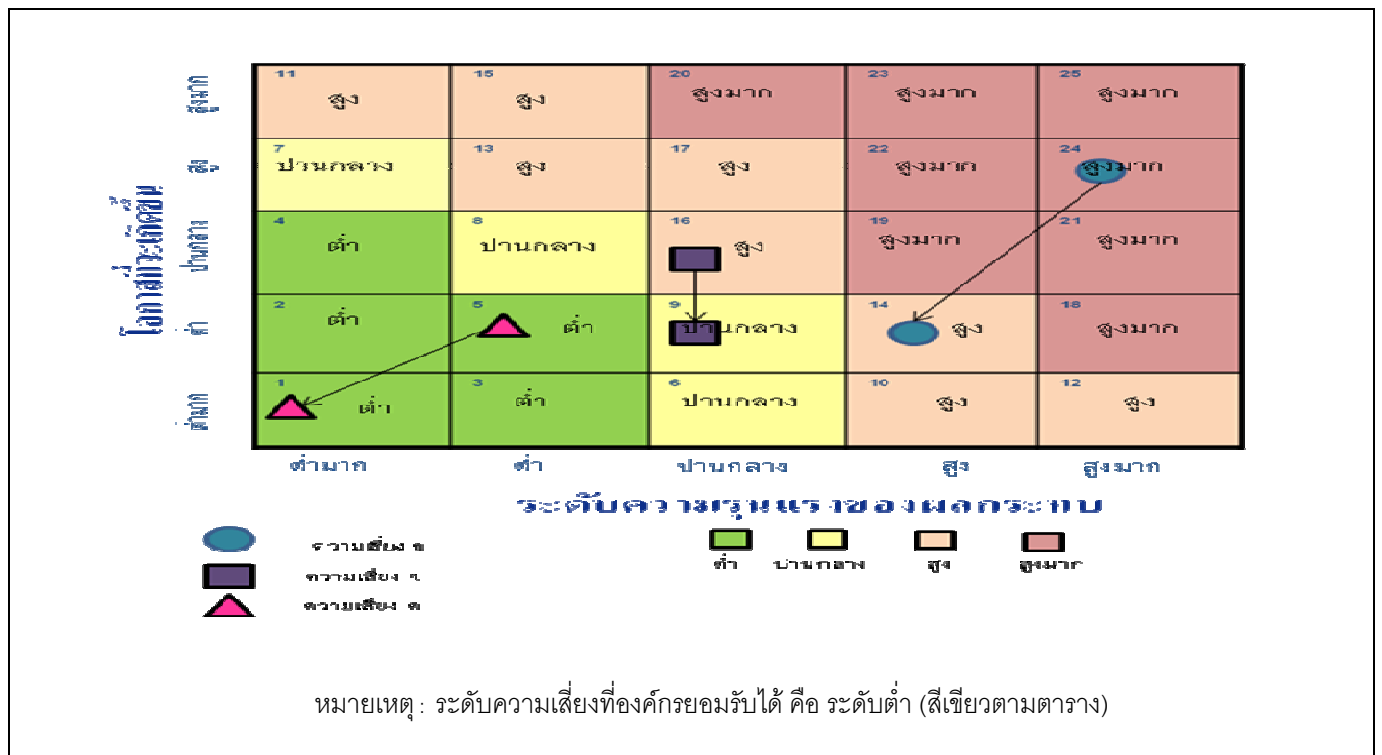 11 15 20 23 25
สูง สูง สูงมาก สูงมาก สูงมาก
สูงมาก
7 13 17 22 24
ปานกลาง สูง สูง สูงมาก สูงมาก
สูง
4 8 16 19 21
ต่ำ ปานกลาง สูง สูงมาก สูงมาก
ปานกลาง
2 5 9 14 18
ต่ำ ต่ำ ปานกลาง สูง สูงมาก
ต่ำ
1 3 6 10 12
ต่ำ ต่ำ ปานกลาง สูง สูง
ต่ำมาก
โอกาสที่จะเกิดขึ้น
ต่ำมาก ต่ำ ปานกลาง สูง สูงมาก
ระดับความรุนแรงของผลกระทบ
ความเสี่ยง
ความเสี่ยง
ความเสี่ยง
ต่ำ ปานกลาง สูง สูงมาก
หมายเหตุ : ระดับความเสี่ยงที่องค์กรยอมรับได้ คือ ระดับต่ำ (สีเขียวตามตาราง)